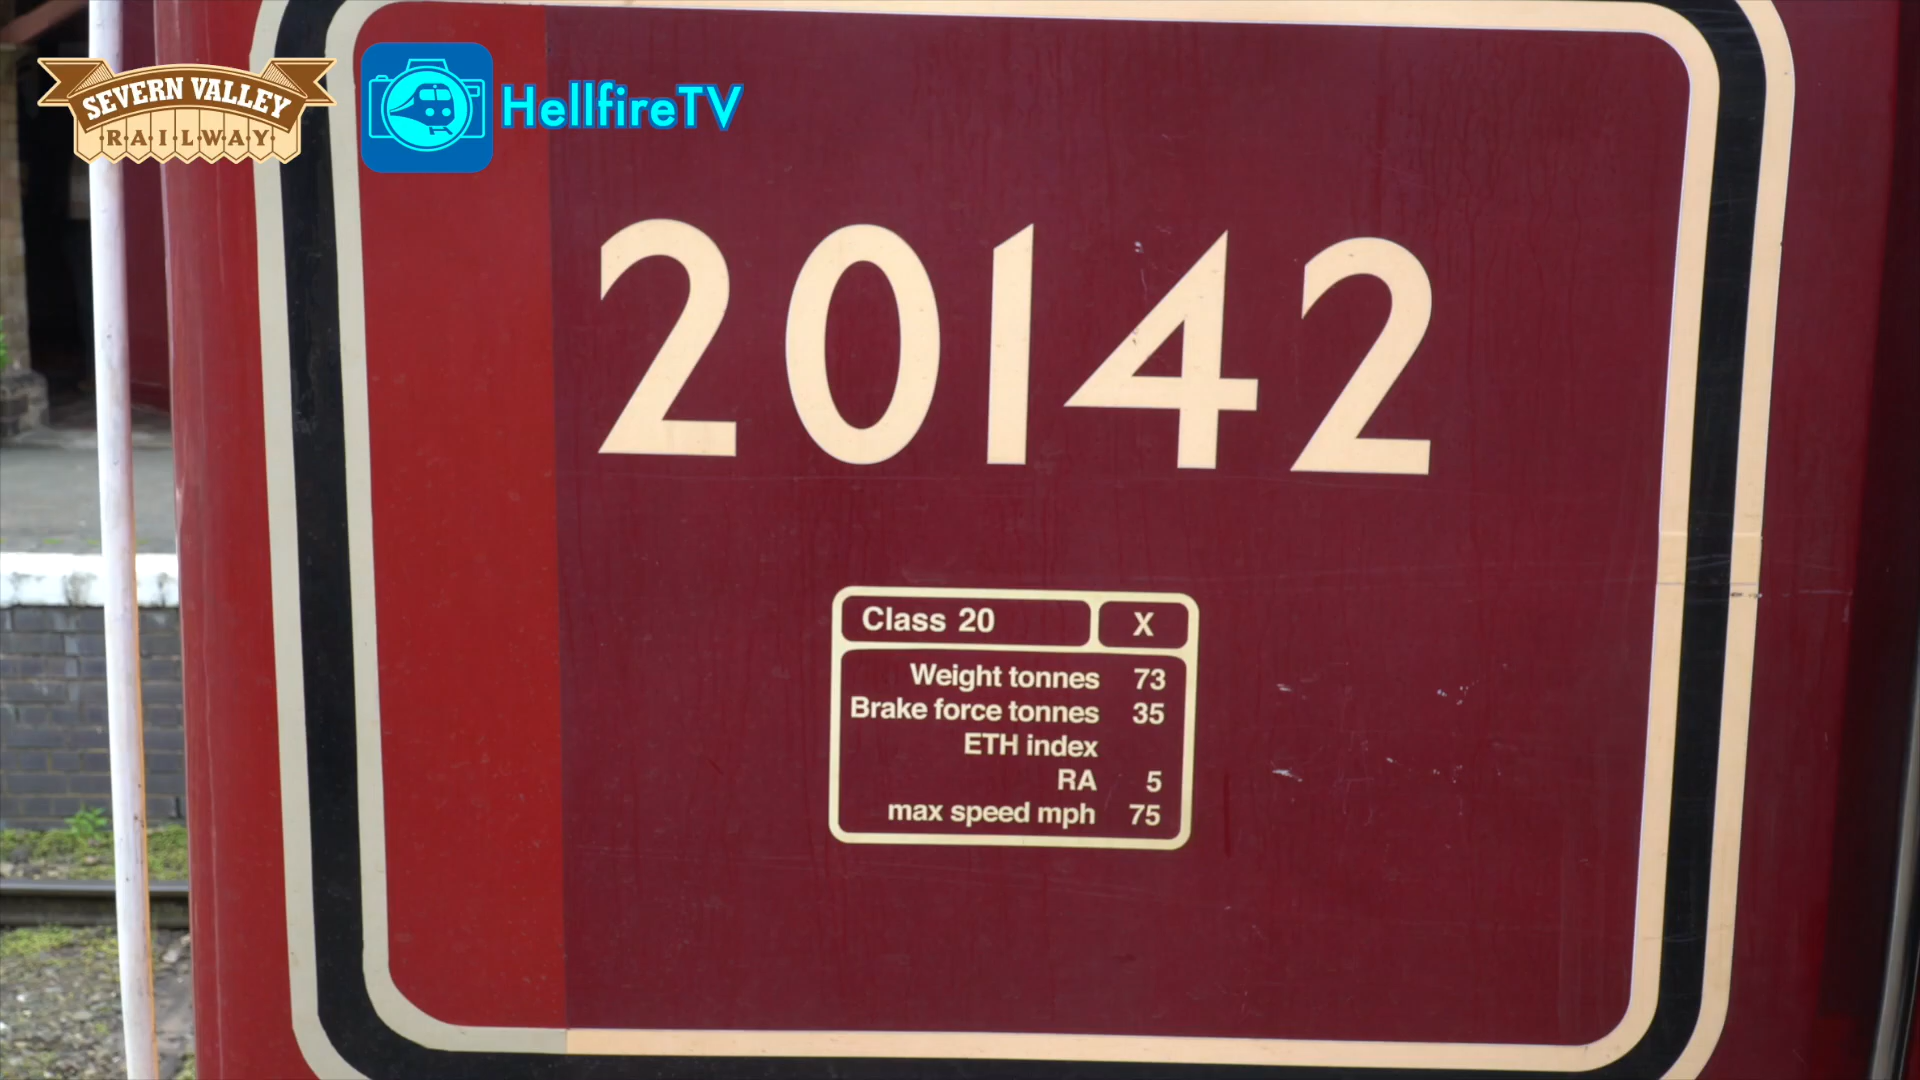 SEVERN VALLEY
RAILWAY
HellfireTV
20142
Class 20 X
Weight tonnes 73
Brake force tonnes 35
ETH index
RA 5
max speed mph 75